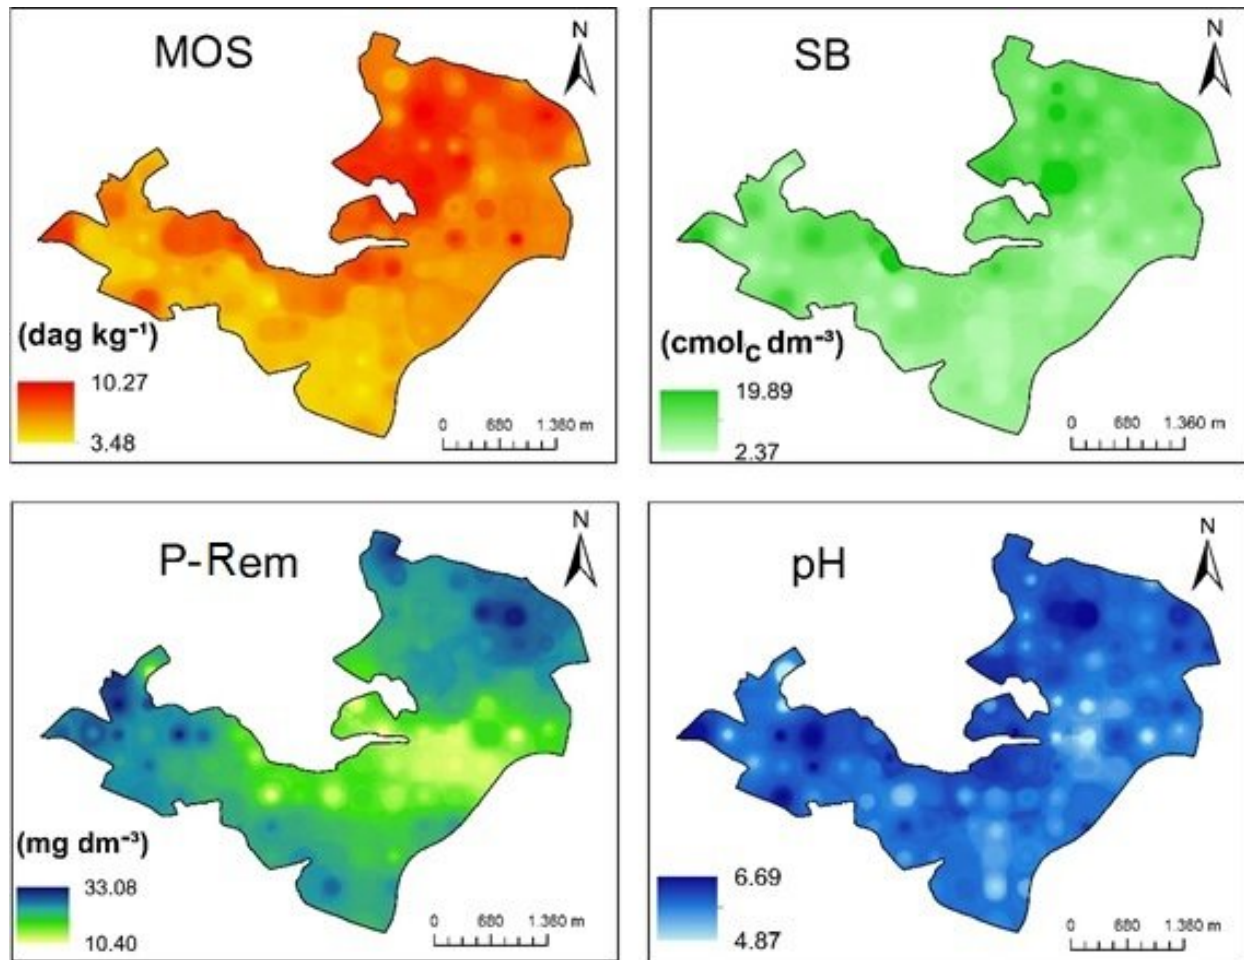 MOS
N
(dag kg⁻¹)
10.27
3.48
0 680 1.360 m
SB
N
(cmolc dm⁻³)
19.89
2.37
0 680 1.360 m
P-Rem
N
(mg dm⁻³)
33.08
10.40
0 680 1.360 m
pH
N
6.69
4.87
0 680 1.360 m